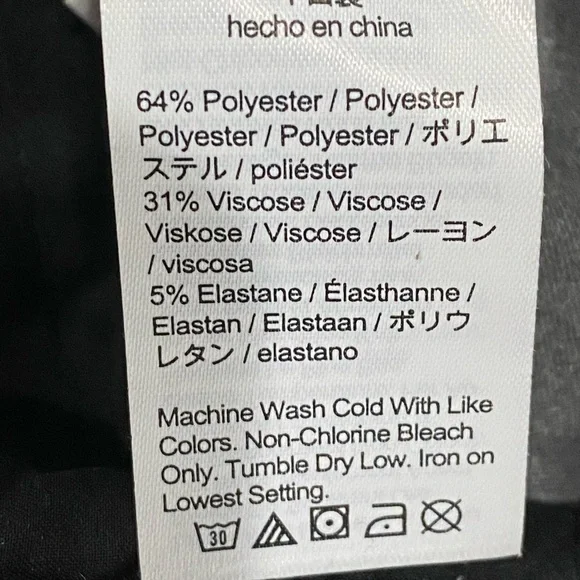 hecho en china
64% Polyester / Polyester /
Polyester / Polyester / ポリエ
ステル / poliéster
31% Viscose / Viscose /
Viskose / Viscose / レーヨン
/ viscosa
5% Elastane / Élasthanne /
Elastan / Elastaan / ポリウ
レタン / elastano
Machine Wash Cold With Like
Colors. Non-Chlorine Bleach
Only. Tumble Dry Low. Iron on
Lowest Setting.
30